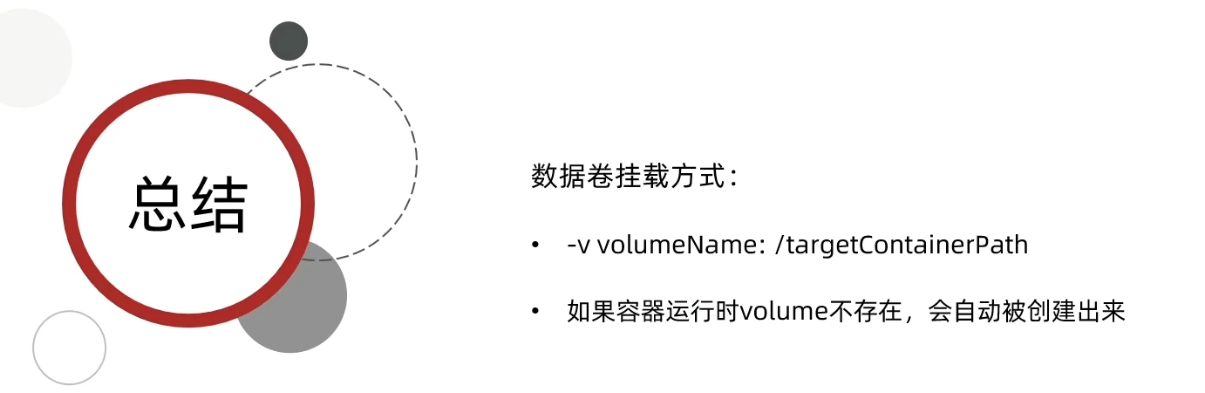 总结
数据卷挂载方式：
• -v volumeName: /targetContainerPath
• 如果容器运行时volume不存在，会自动被创建出来